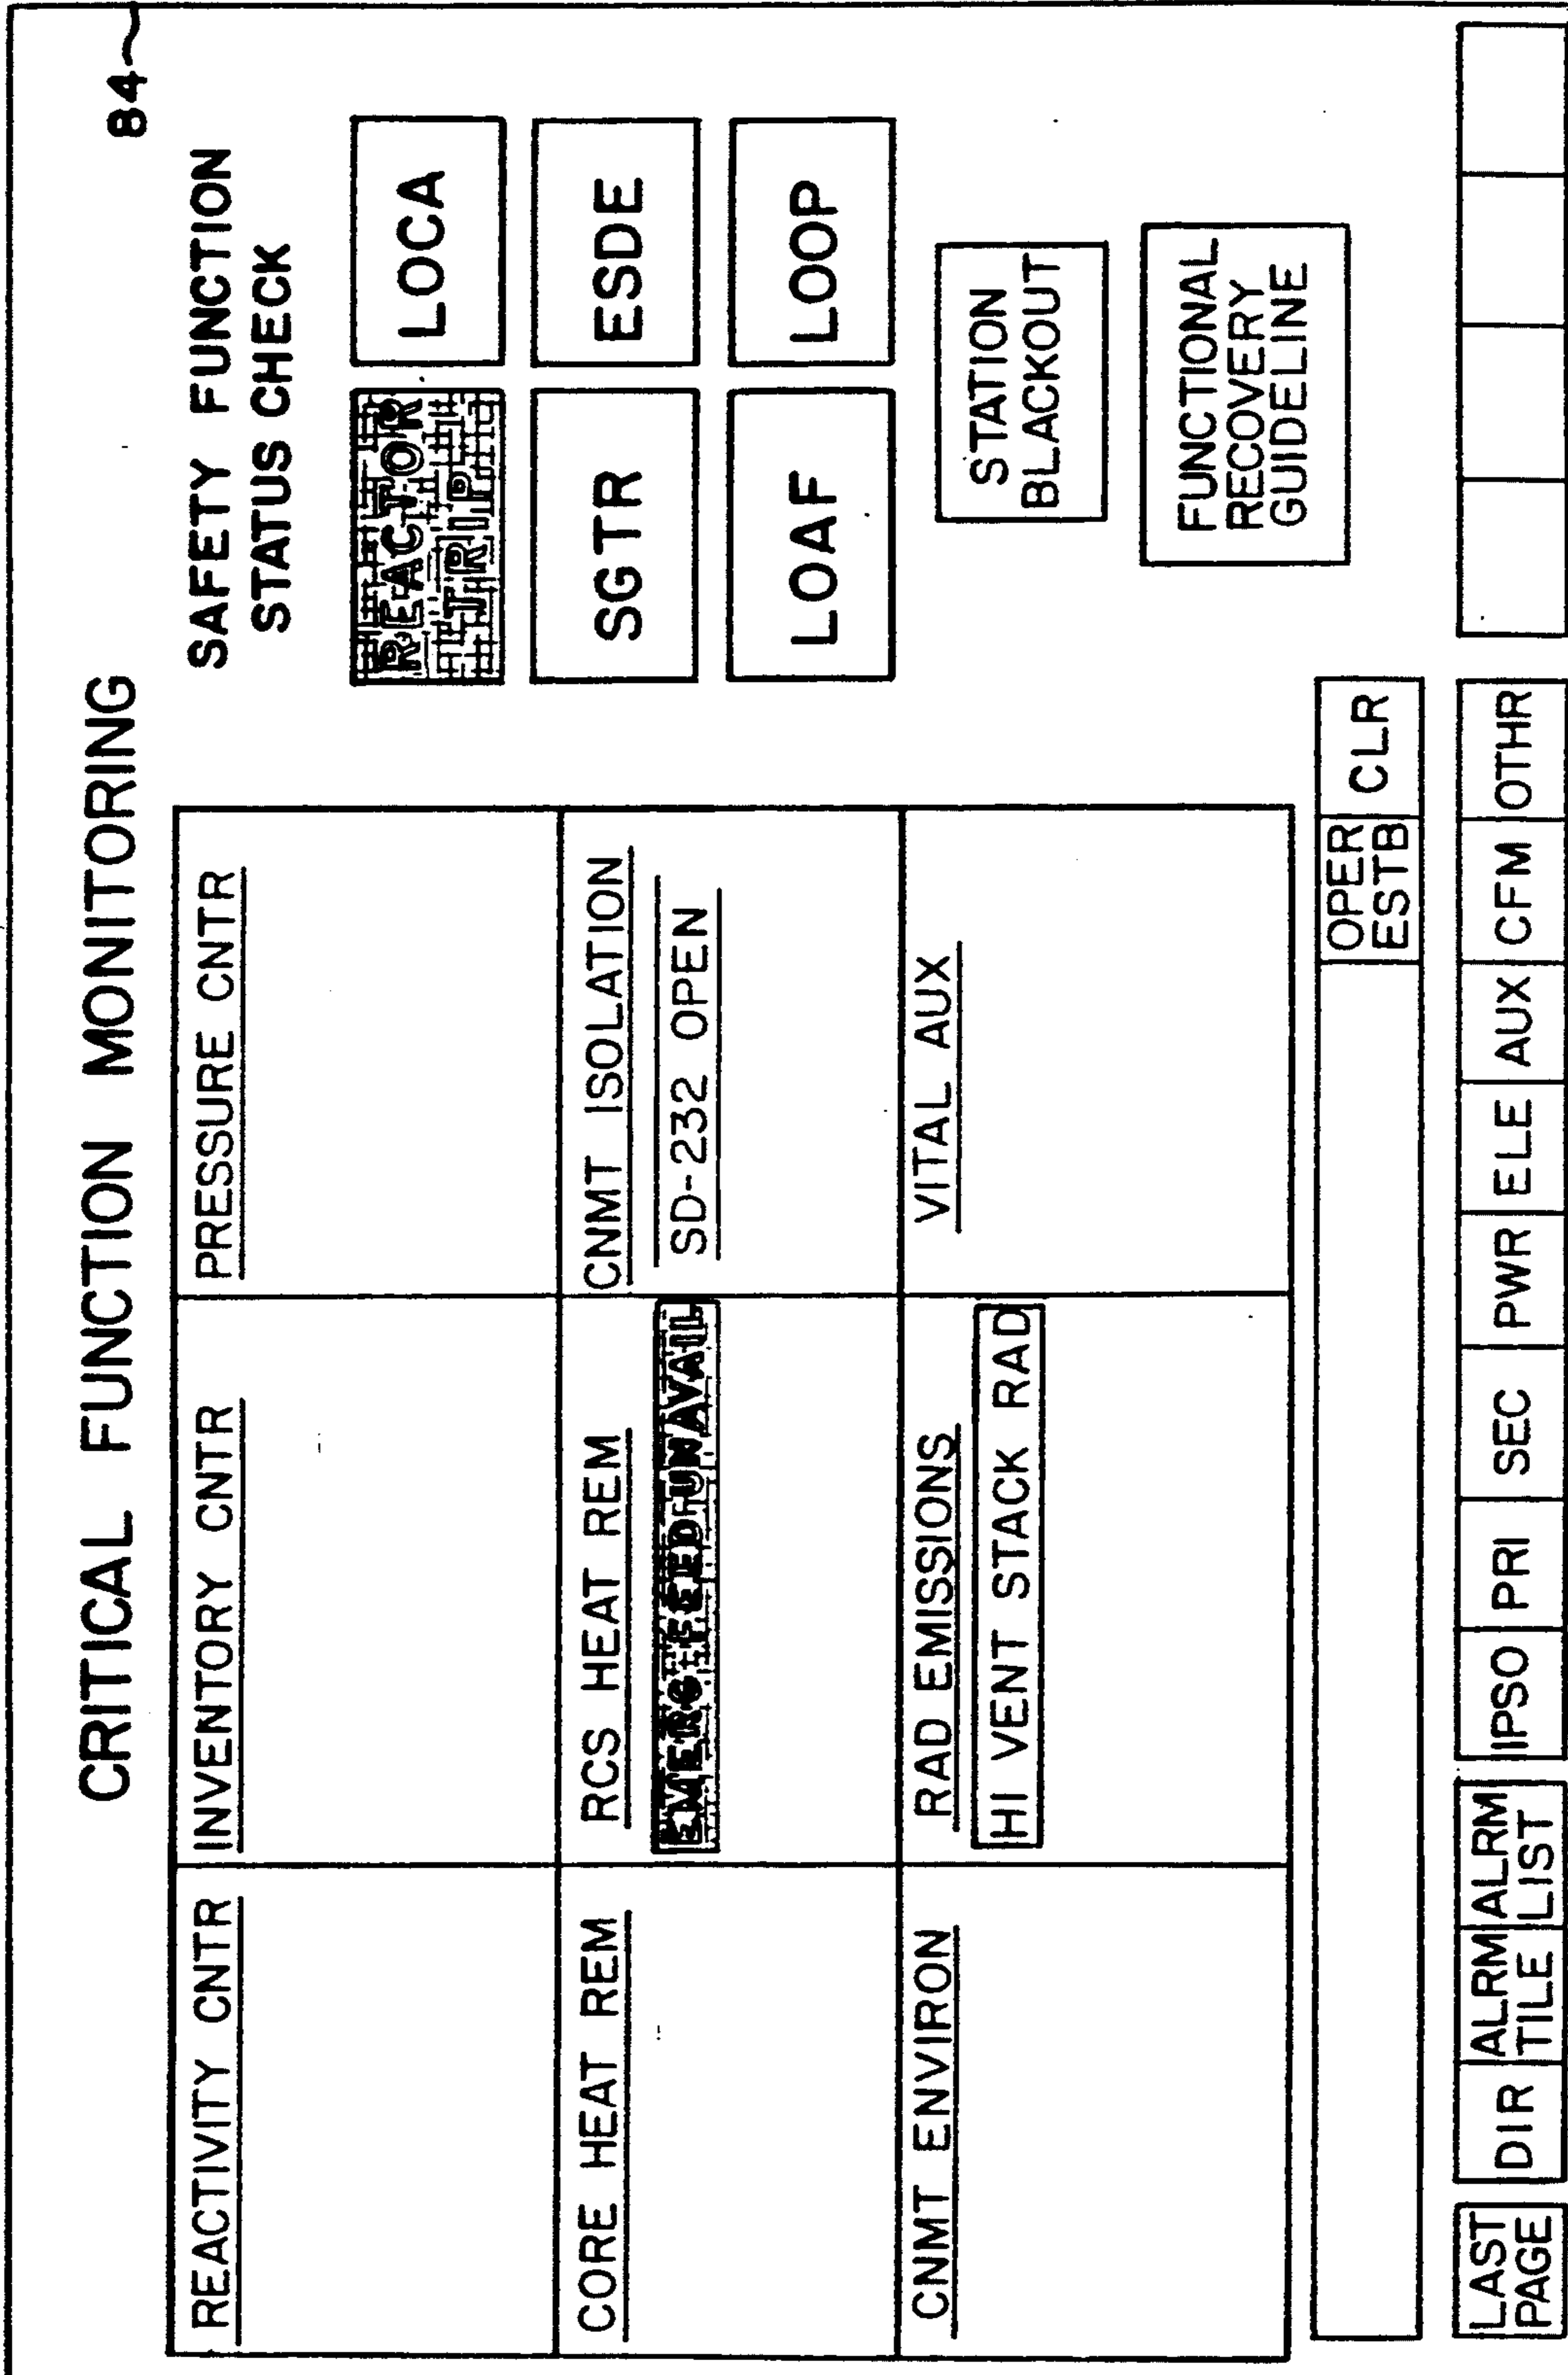 84
CRITICAL FUNCTION MONITORING
REACTIVITY CNTR
INVENTORY CNTR
PRESSURE CNTR
CORE HEAT REM
RCS HEAT REM
EMERG FEED UNAVAIL
CNMT ISOLATION
SD-232 OPEN
CNMT ENVIRON
RAD EMISSIONS
HI VENT STACK RAD
VITAL AUX
SAFETY FUNCTION
STATUS CHECK
REACTOR
TRIP
LOCA
SGTR
ESDE
LOAF
LOOP
STATION
BLACKOUT
FUNCTIONAL
RECOVERY
GUIDELINE
OPER
ESTB
CLR
LAST
PAGE
DIR
ALRM
TILE
ALRM
LIST
IPSO
PRI
SEC
PWR
ELE
AUX
CFM
OTHR